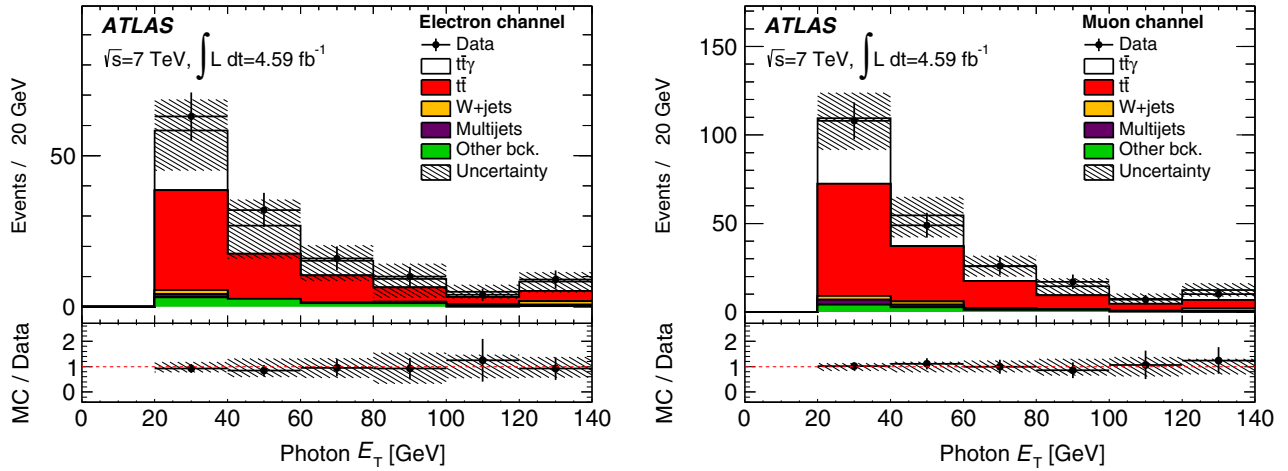 ATLAS
√s=7 TeV, ∫L dt=4.59 fb⁻¹
Electron channel
Data
tt̄γ
tt̄
W+jets
Multijets
Other bck.
Uncertainty
Events / 20 GeV
50
0
MC / Data
2
1
0
0 20 40 60 80 100 120 140
Photon E_T [GeV]
ATLAS
√s=7 TeV, ∫L dt=4.59 fb⁻¹
Muon channel
Data
tt̄γ
tt̄
W+jets
Multijets
Other bck.
Uncertainty
Events / 20 GeV
150
100
50
0
MC / Data
2
1
0
0 20 40 60 80 100 120 140
Photon E_T [GeV]